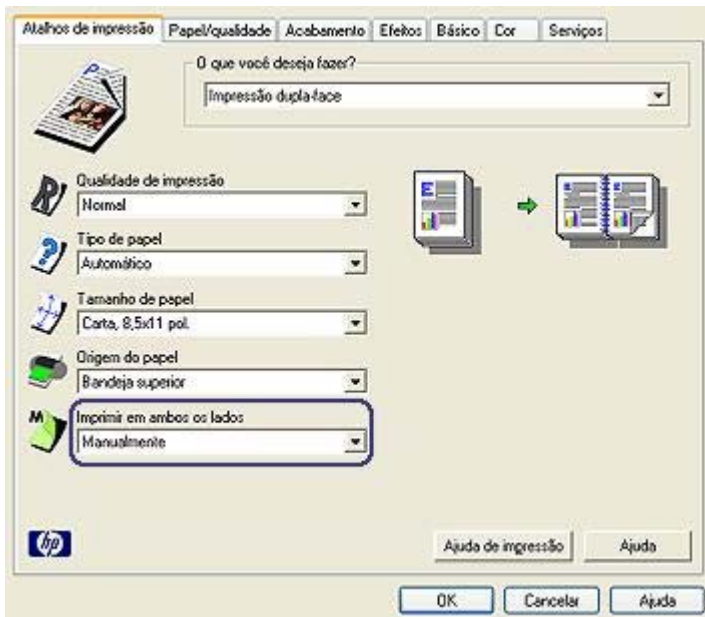 Atalhos de impressão Papel/qualidade Acabamento Efeitos Básico Cor Serviços
O que você deseja fazer?
Impressão dupla-face
Qualidade de impressão
Normal
Tipo de papel
Automático
Tamanho de papel
Carta, 8,5x11 pol.
Origem do papel
Bandeja superior
Imprimir em ambos os lados
Manualmente
hp
Ajuda de impressão Ajuda
OK Cancelar Ajuda